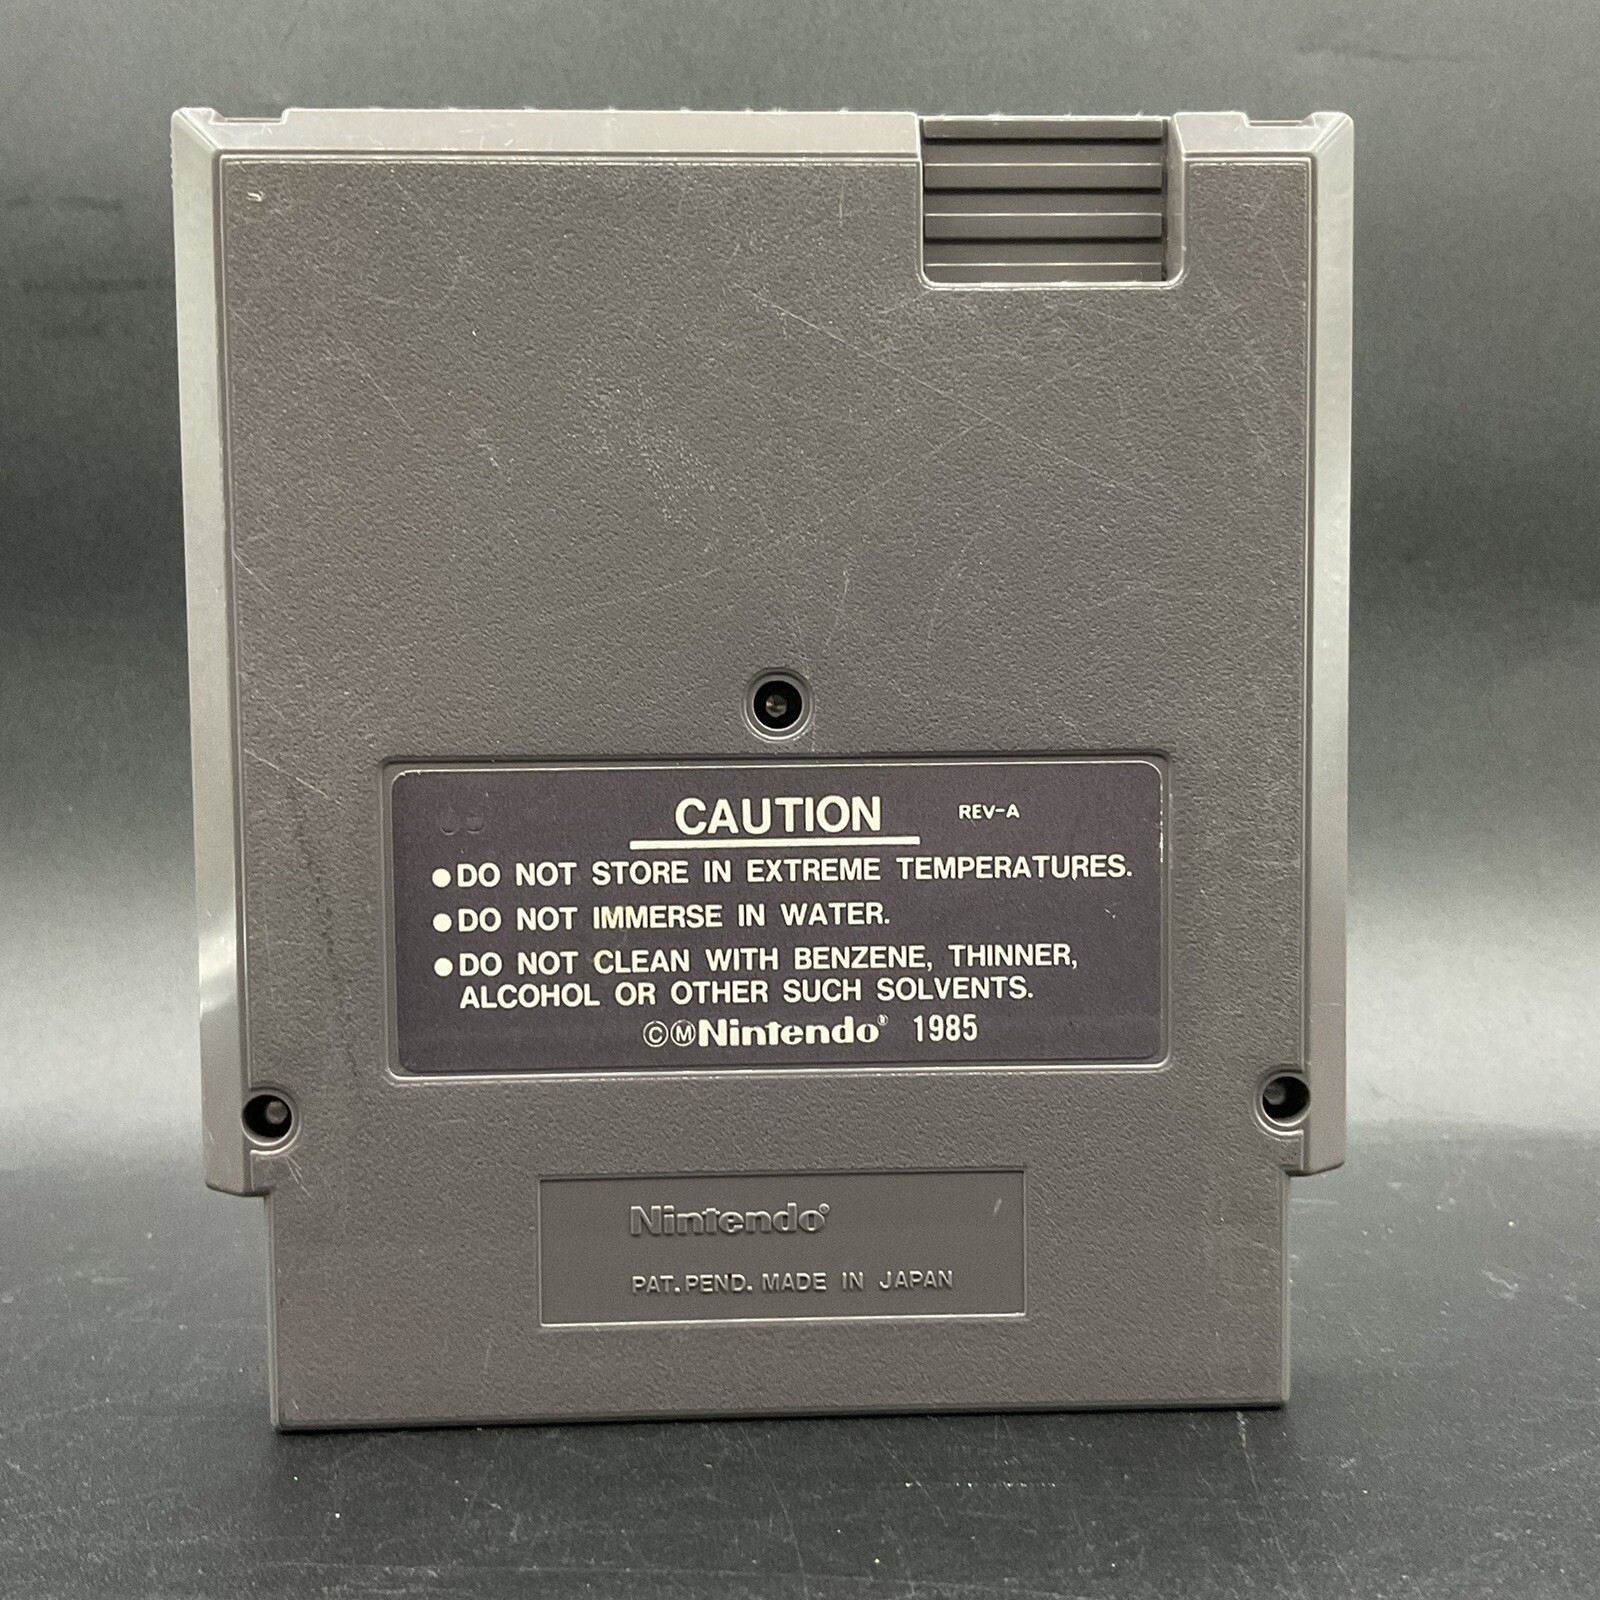 CAUTION REV-A
●DO NOT STORE IN EXTREME TEMPERATURES.
●DO NOT IMMERSE IN WATER.
●DO NOT CLEAN WITH BENZENE, THINNER,
ALCOHOL OR OTHER SUCH SOLVENTS.
©ⓂNintendo® 1985
Nintendo®
PAT.PEND. MADE IN JAPAN